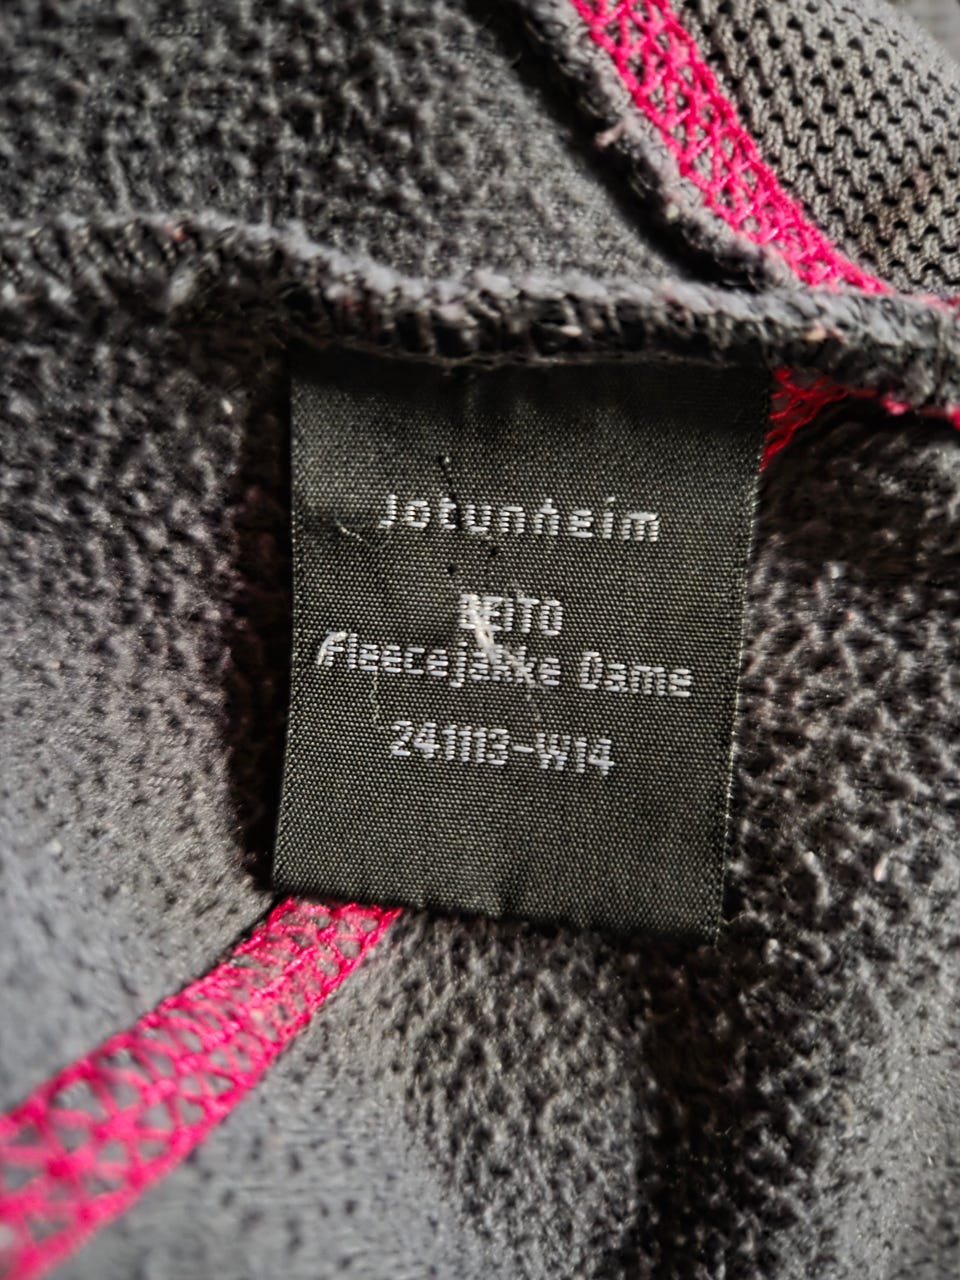 Jotunheim
BEITO
Fleecejakke Dame
241113-W14